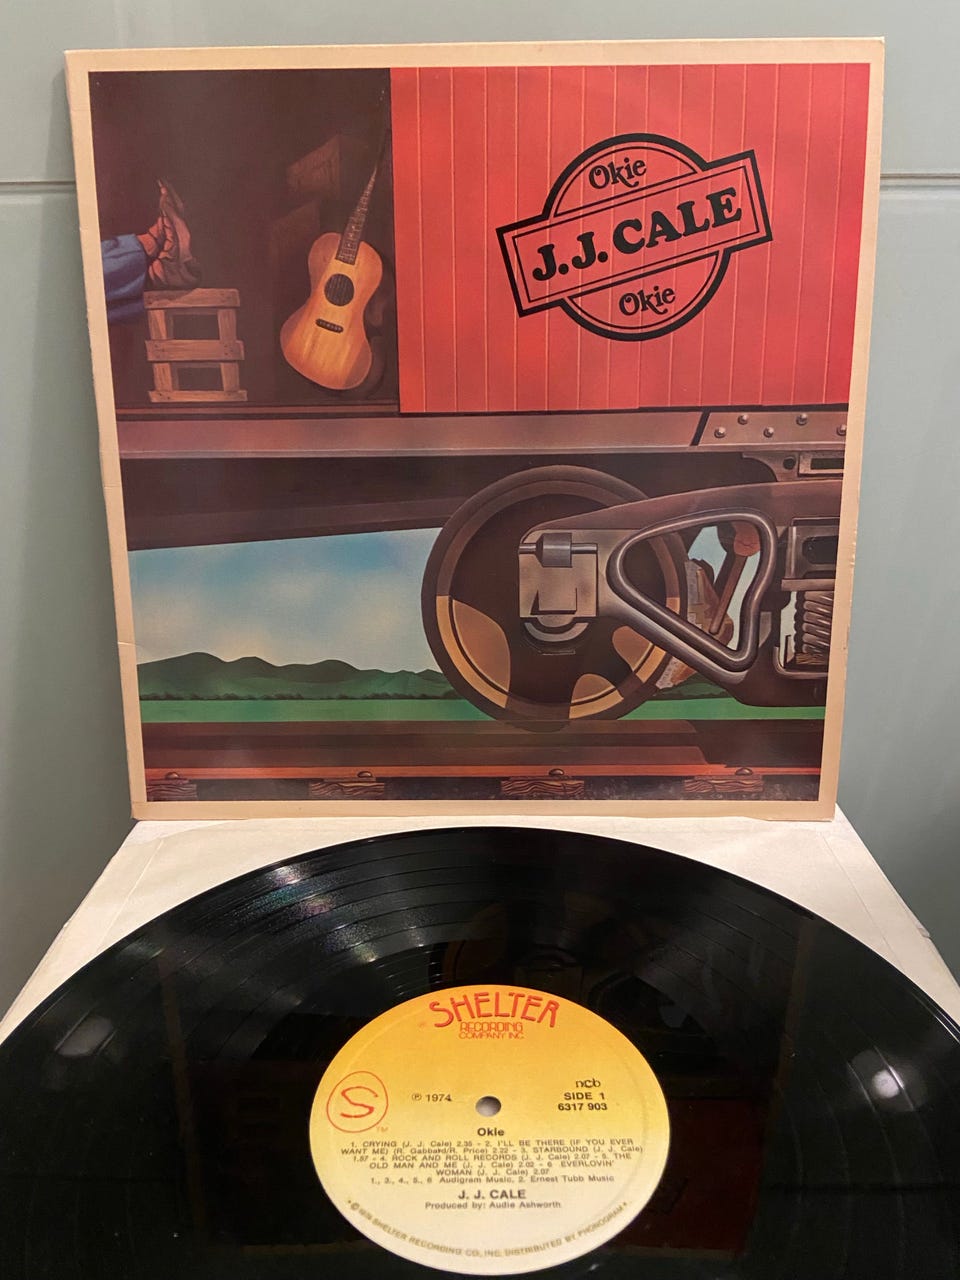 Okie
J.J. CALE
Okie
SHELTER
RECORDING
COMPANY INC.
S
TM
℗ 1974
ncb
SIDE 1
6317 903
Okie
1. CRYING (J. J. Cale) 2.35 - 2. I'LL BE THERE (IF YOU EVER
WANT ME) (R. Gabbard/R. Price) 2.22 - 3. STARBOUND (J. J. Cale)
1.57 - 4. ROCK AND ROLL RECORDS (J. J. Cale) 2.07 - 5. THE
OLD MAN AND ME (J. J. Cale) 2.02 - 6 EVERLOVIN'
WOMAN (J. J. Cale) 2.07
1., 3., 4., 5., 6 Audigram Music, 2. Ernest Tubb Music
J. J. CALE
Produced by: Audie Ashworth
SHELTER RECORDING CO, INC. DISTRIBUTED BY PHONOGRAM